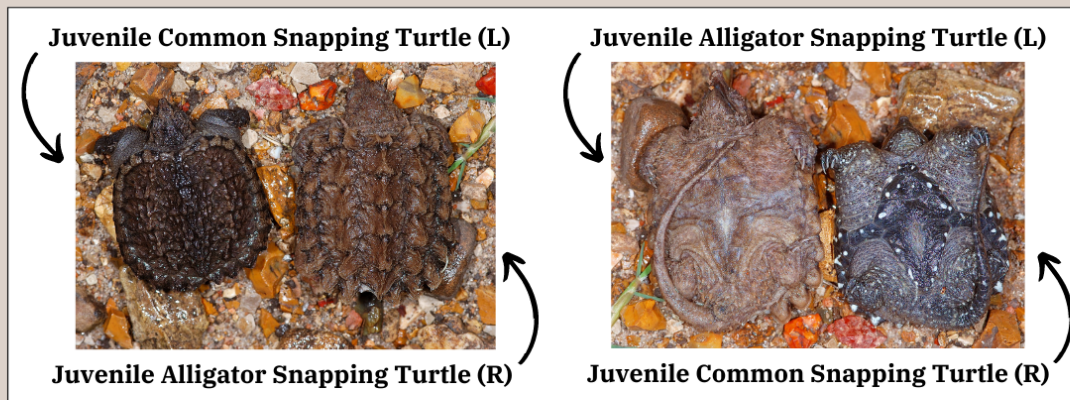 Juvenile Common Snapping Turtle (L)
Juvenile Alligator Snapping Turtle (R)
Juvenile Alligator Snapping Turtle (L)
Juvenile Common Snapping Turtle (R)